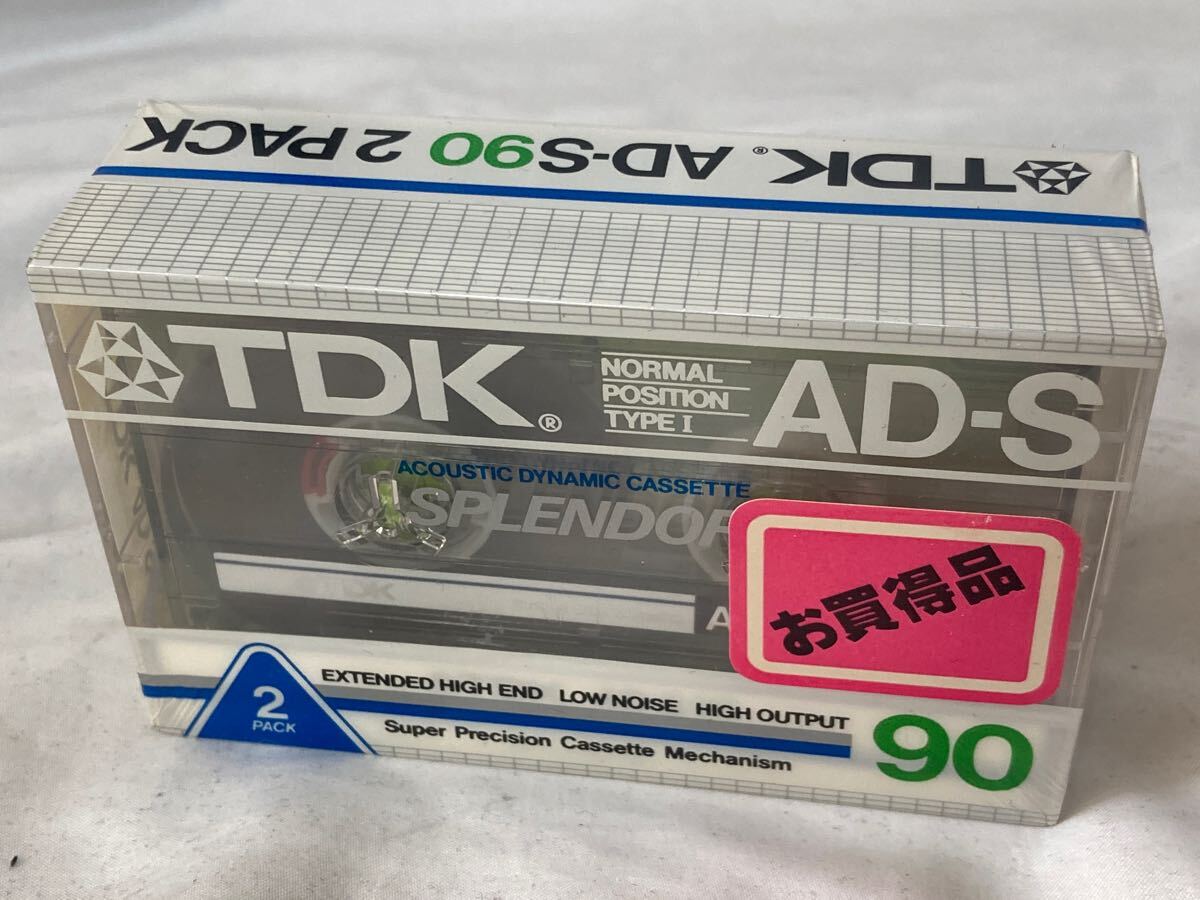 TDK® AD-S90 2 PACK
TDK®
NORMAL
POSITION
TYPE I
AD-S
ACOUSTIC DYNAMIC CASSETTE
SPLENDOR
お買得品
TDK
A
2
PACK
EXTENDED HIGH END LOW NOISE HIGH OUTPUT
Super Precision Cassette Mechanism
90